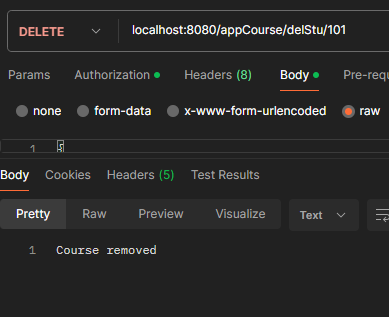 DELETE localhost:8080/appCourse/delStu/101
Params Authorization Headers (8) Body Pre-requ
none form-data x-www-form-urlencoded raw
1 {
Body Cookies Headers (5) Test Results
Pretty Raw Preview Visualize Text
1 Course removed